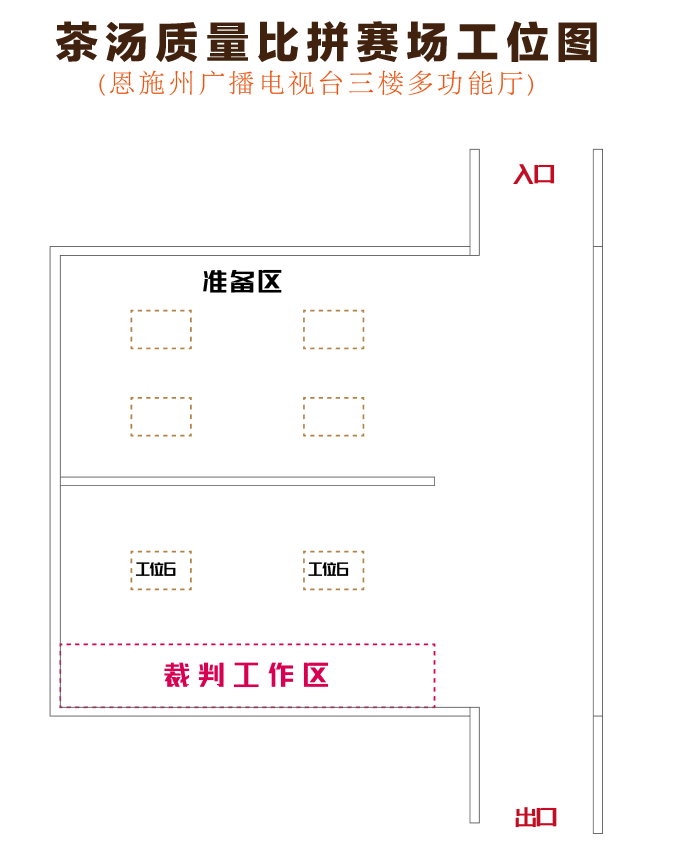 茶汤质量比拼赛场工位图
(恩施州广播电视台三楼多功能厅)
入口
准备区
工位6 工位6
裁判工作区
出口